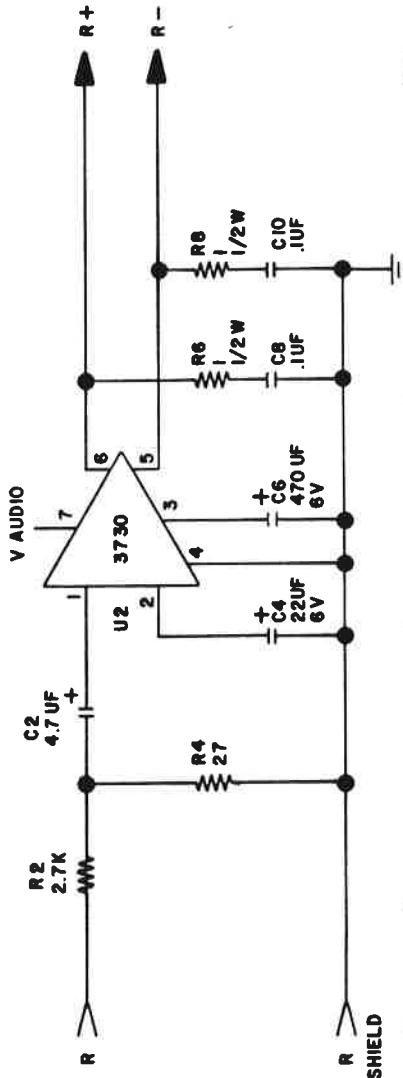 R +
R -
V AUDIO
7
6
5
3730
1
2
3
4
U2
C2
4.7 UF
+
R2
2.7K
R4
27
R
R
SHIELD
+
C4
22UF
6V
+
C6
470 UF
6V
R6
1
1/2W
C8
.1UF
R8
1
1/2W
C10
.1UF